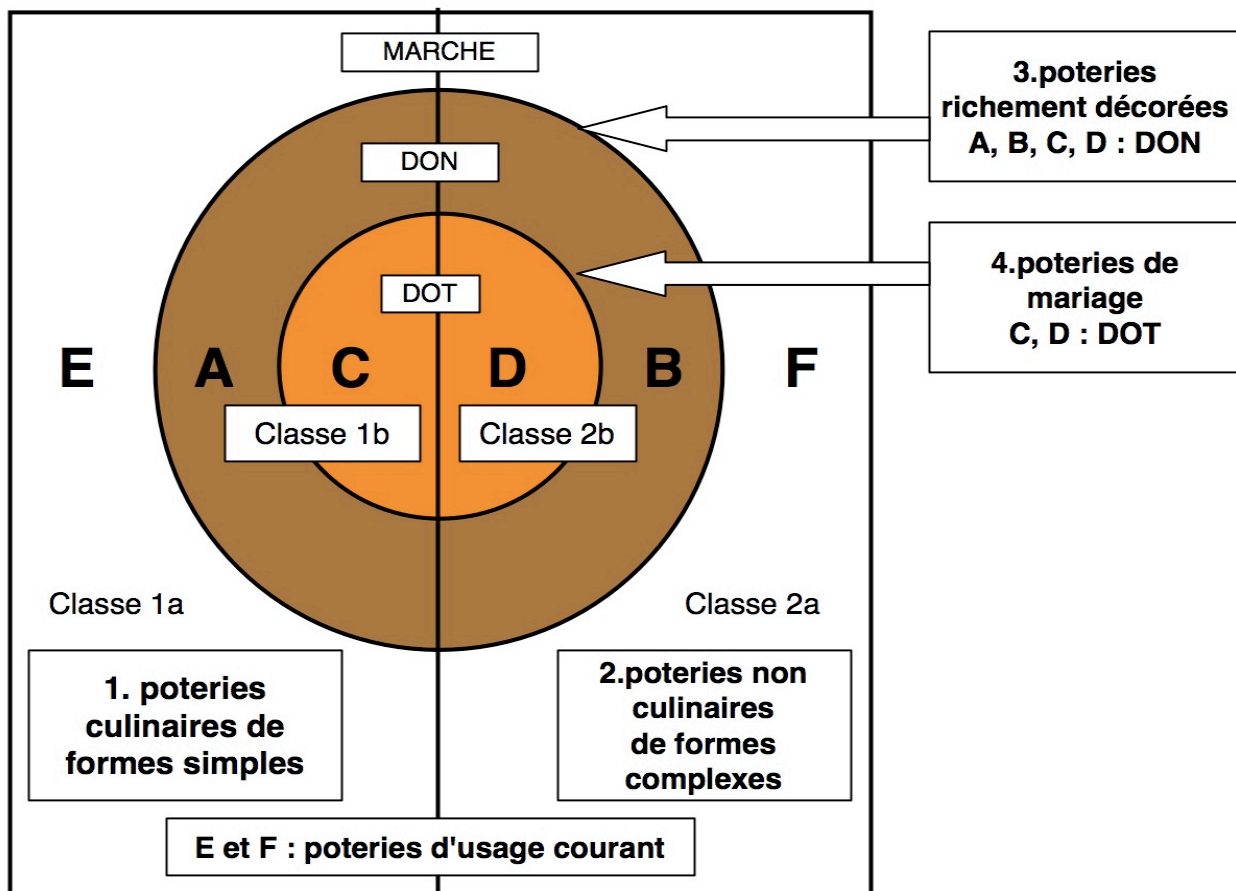 MARCHE
DON
DOT
E
A
C
D
B
F
Classe 1b
Classe 2b
Classe 1a
Classe 2a
1. poteries
culinaires de
formes simples
2.poteries non
culinaires
de formes
complexes
E et F : poteries d'usage courant
3.poteries
richement décorées
A, B, C, D : DON
4.poteries de
mariage
C, D : DOT